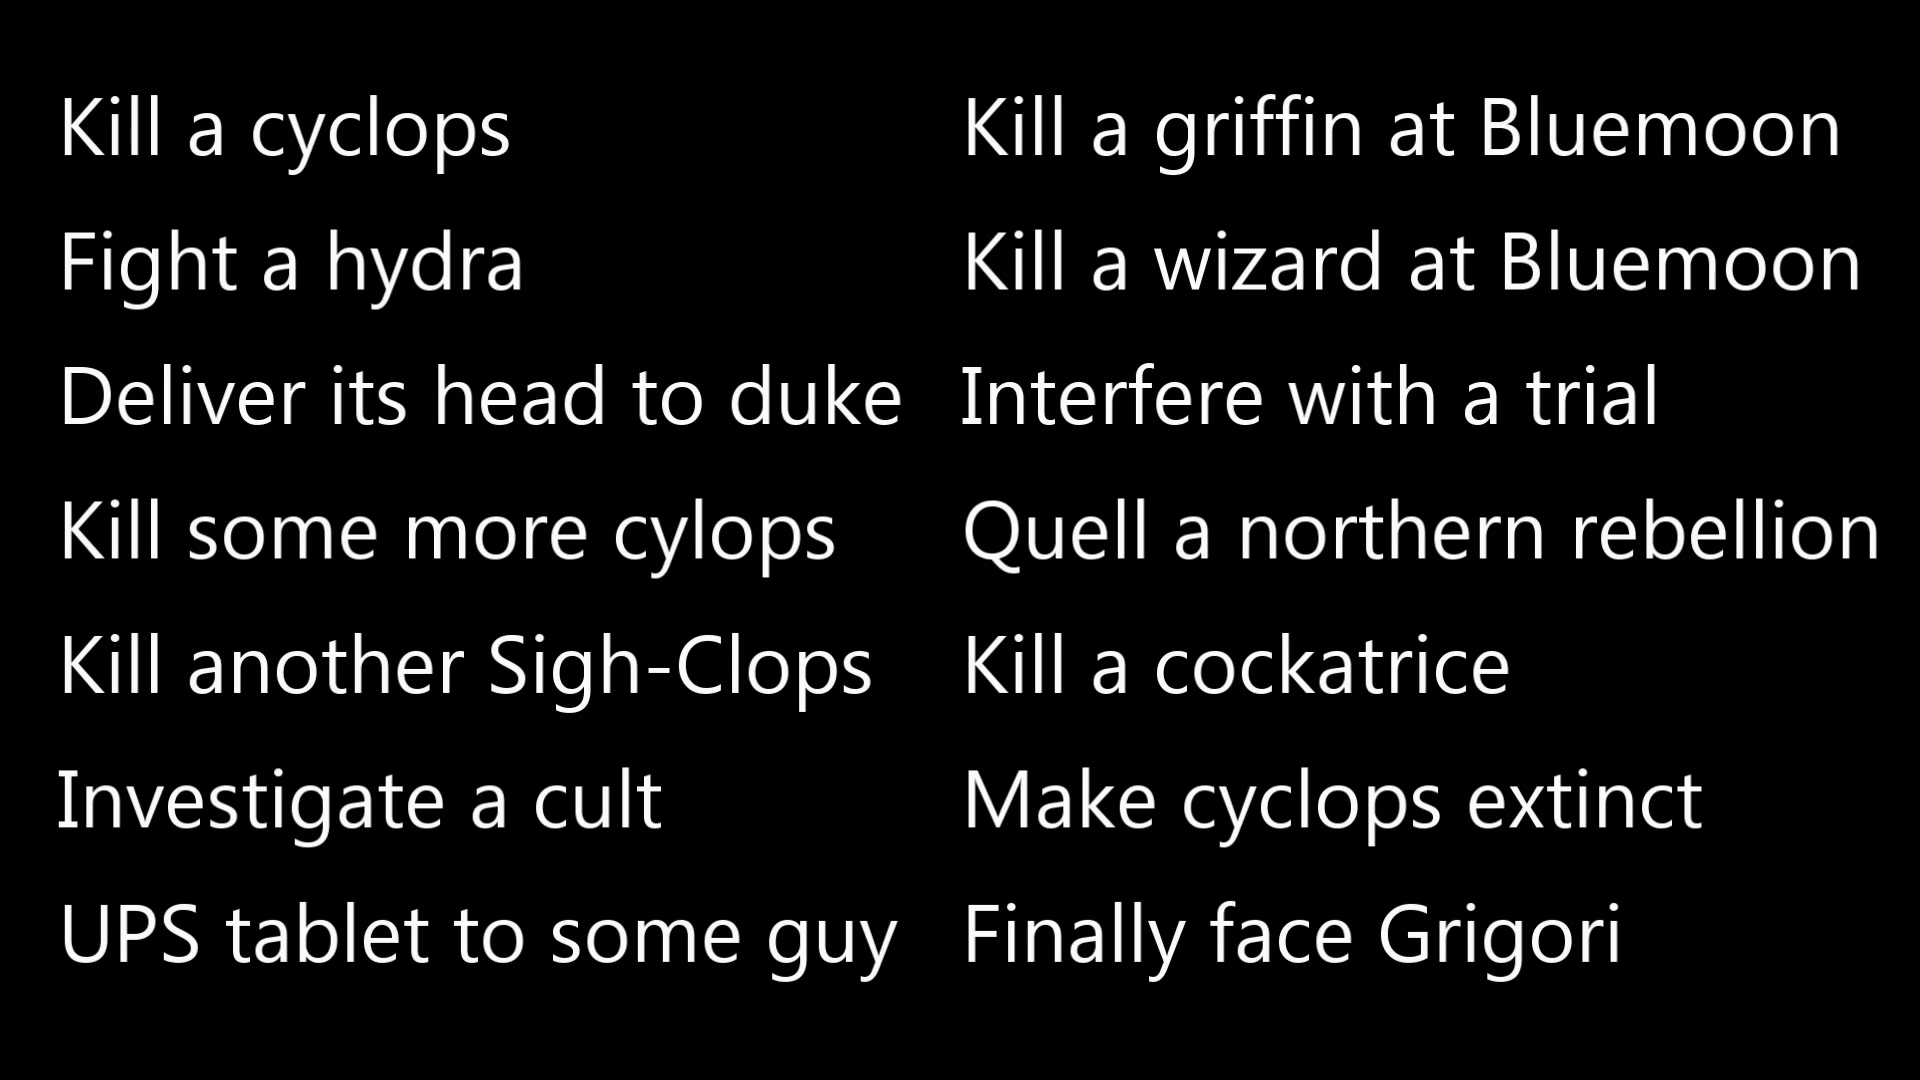 Kill a cyclops
Fight a hydra
Deliver its head to duke
Kill some more cylops
Kill another Sigh-Clops
Investigate a cult
UPS tablet to some guy
Kill a griffin at Bluemoon
Kill a wizard at Bluemoon
Interfere with a trial
Quell a northern rebellion
Kill a cockatrice
Make cyclops extinct
Finally face Grigori